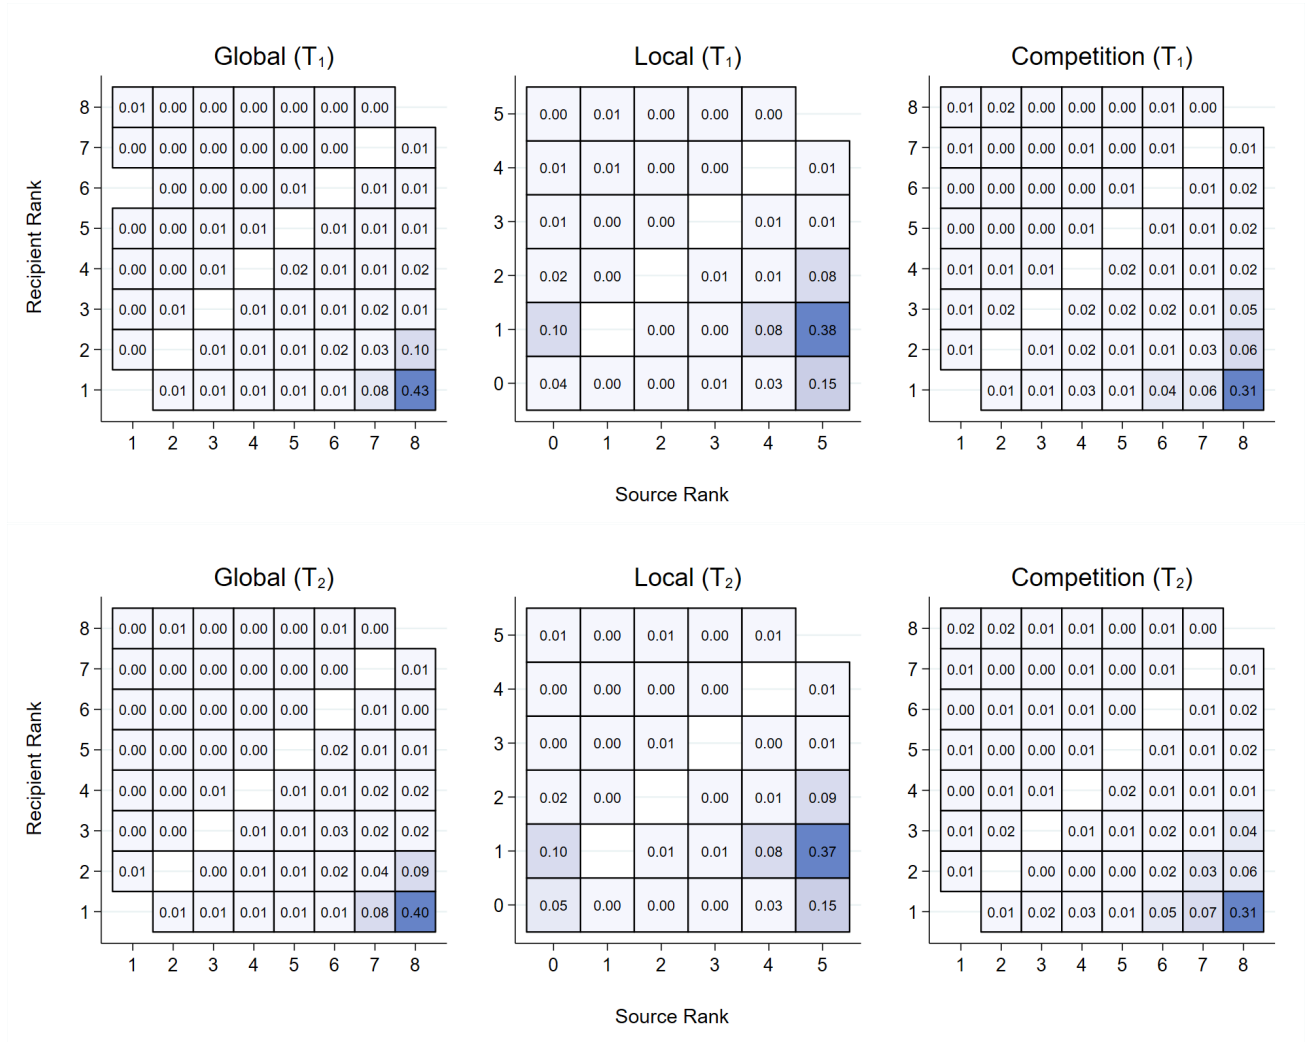 Global (T₁) Local (T₁) Competition (T₁)
8 0.01 0.00 0.00 0.00 0.00 0.00 0.00
7 0.00 0.00 0.00 0.00 0.00 0.00 0.01
6 0.00 0.00 0.00 0.01 0.01 0.01
5 0.00 0.00 0.01 0.01 0.01 0.01 0.01
4 0.00 0.00 0.01 0.02 0.01 0.01 0.02
3 0.00 0.01 0.01 0.01 0.01 0.02 0.01
2 0.00 0.01 0.01 0.01 0.02 0.03 0.10
1 0.01 0.01 0.01 0.01 0.01 0.08 0.43
1 2 3 4 5 6 7 8
Recipient Rank
5 0.00 0.01 0.00 0.00 0.00
4 0.01 0.01 0.00 0.00 0.01
3 0.01 0.00 0.00 0.01 0.01
2 0.02 0.00 0.01 0.01 0.08
1 0.10 0.00 0.00 0.08 0.38
0 0.04 0.00 0.00 0.01 0.03 0.15
0 1 2 3 4 5
8 0.01 0.02 0.00 0.00 0.00 0.01 0.00
7 0.01 0.00 0.00 0.01 0.00 0.01 0.01
6 0.00 0.00 0.00 0.00 0.01 0.01 0.02
5 0.00 0.00 0.00 0.01 0.01 0.01 0.02
4 0.01 0.01 0.01 0.02 0.01 0.01 0.02
3 0.01 0.02 0.02 0.02 0.02 0.01 0.05
2 0.01 0.01 0.02 0.01 0.01 0.03 0.06
1 0.01 0.01 0.03 0.01 0.04 0.06 0.31
1 2 3 4 5 6 7 8
Source Rank
Global (T₂) Local (T₂) Competition (T₂)
8 0.00 0.01 0.00 0.00 0.00 0.01 0.00
7 0.00 0.00 0.00 0.00 0.00 0.00 0.01
6 0.00 0.00 0.00 0.00 0.00 0.01 0.00
5 0.00 0.00 0.00 0.00 0.02 0.01 0.01
4 0.00 0.00 0.01 0.01 0.01 0.02 0.02
3 0.00 0.00 0.01 0.01 0.03 0.02 0.02
2 0.01 0.00 0.01 0.01 0.02 0.04 0.09
1 0.01 0.01 0.01 0.01 0.01 0.08 0.40
1 2 3 4 5 6 7 8
Recipient Rank
5 0.01 0.00 0.01 0.00 0.01
4 0.00 0.00 0.00 0.00 0.01
3 0.00 0.00 0.01 0.00 0.01
2 0.02 0.00 0.00 0.01 0.09
1 0.10 0.01 0.01 0.08 0.37
0 0.05 0.00 0.00 0.00 0.03 0.15
0 1 2 3 4 5
8 0.02 0.02 0.01 0.01 0.00 0.01 0.00
7 0.01 0.00 0.00 0.01 0.00 0.01 0.01
6 0.00 0.01 0.01 0.01 0.00 0.01 0.02
5 0.01 0.00 0.00 0.01 0.01 0.01 0.02
4 0.00 0.01 0.01 0.02 0.01 0.01 0.01
3 0.01 0.02 0.01 0.01 0.02 0.01 0.04
2 0.01 0.00 0.00 0.00 0.02 0.03 0.06
1 0.01 0.02 0.03 0.01 0.05 0.07 0.31
1 2 3 4 5 6 7 8
Source Rank